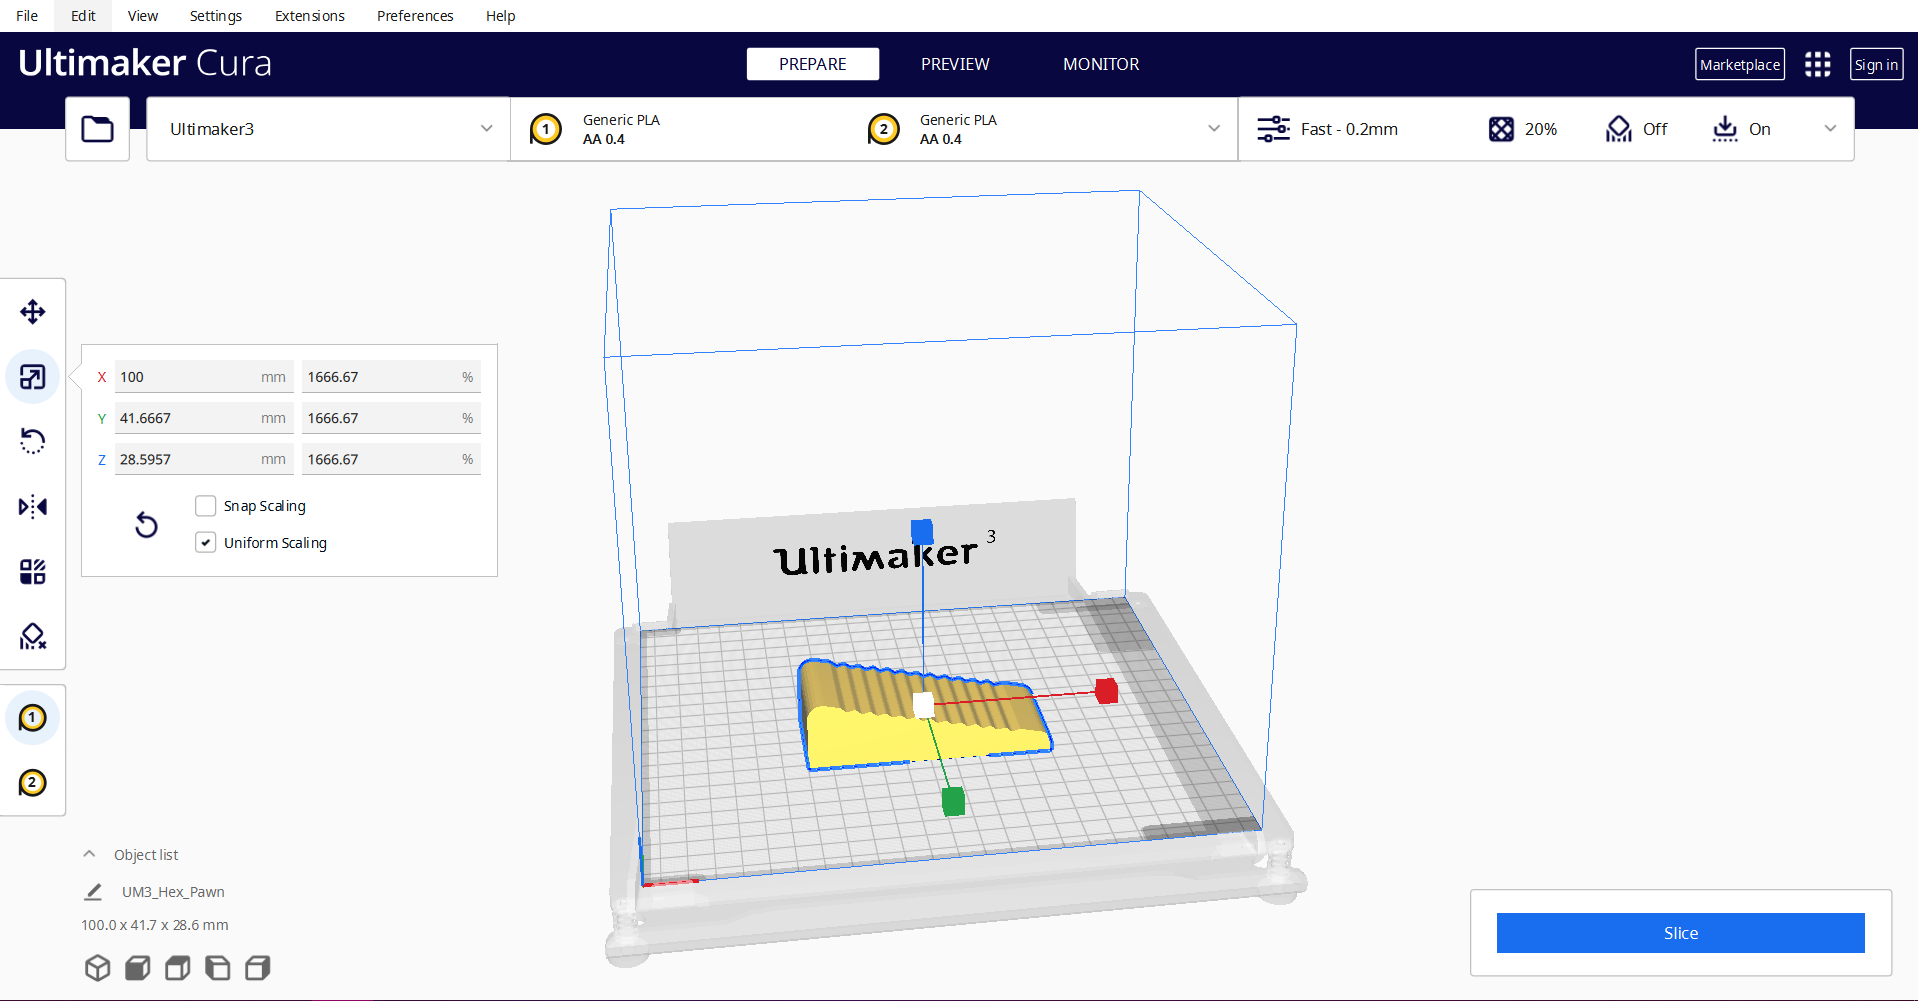 File Edit View Settings Extensions Preferences Help
Ultimaker Cura PREPARE PREVIEW MONITOR Marketplace Sign in
Ultimaker3
1 Generic PLA
AA 0.4
2 Generic PLA
AA 0.4
Fast - 0.2mm 20% Off On
X 100 mm 1666.67 %
Y 41.6667 mm 1666.67 %
Z 28.5957 mm 1666.67 %
Snap Scaling
Uniform Scaling
Ultimaker 3
1
2
Object list
UM3_Hex_Pawn
100.0 x 41.7 x 28.6 mm
Slice